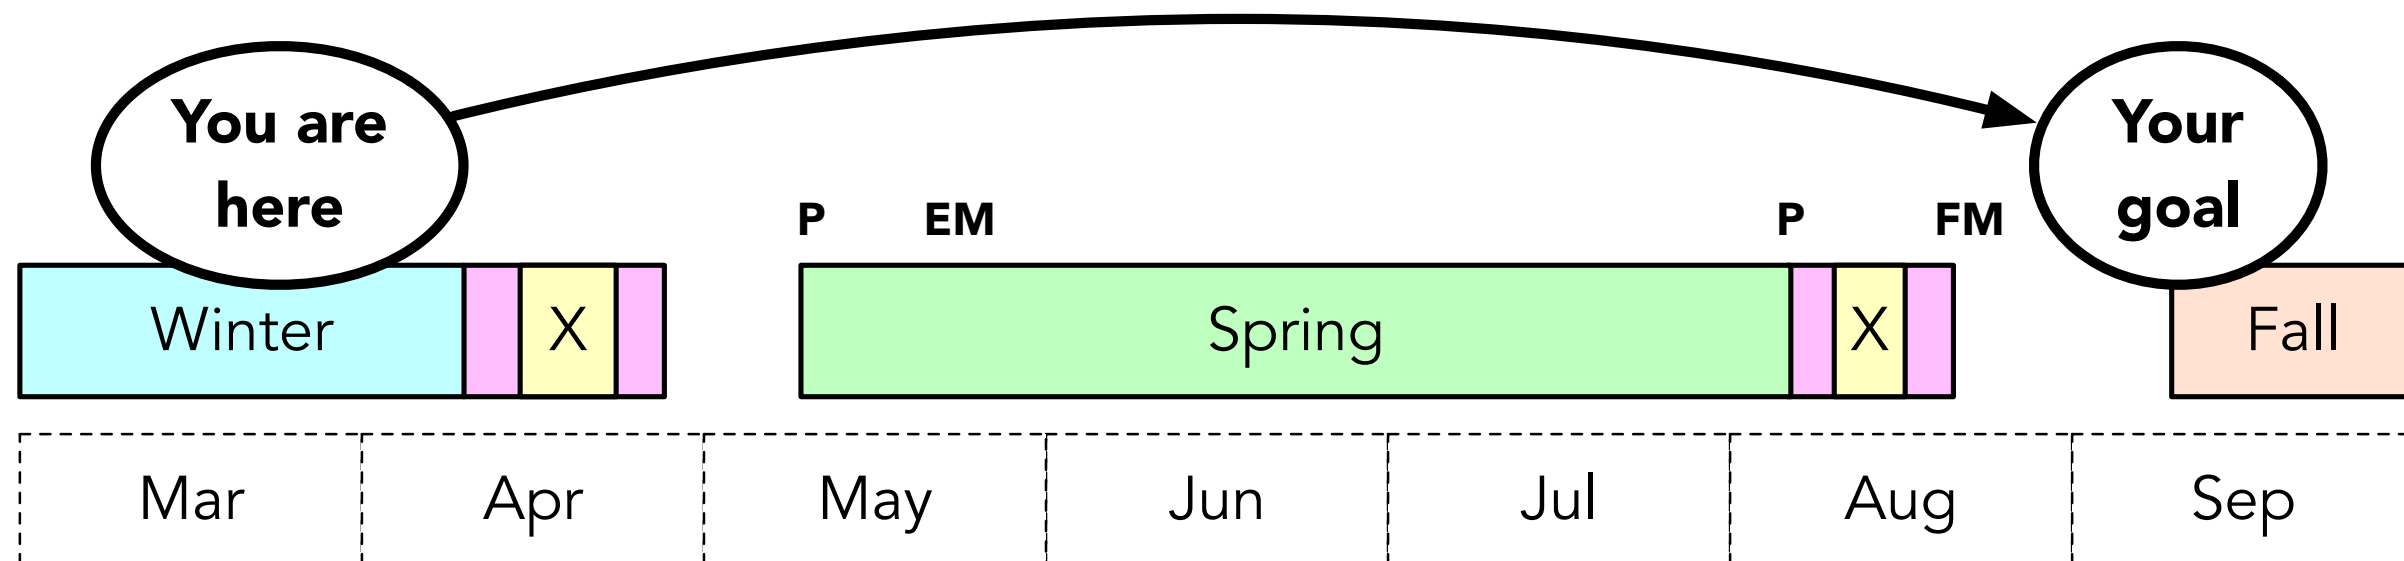 You are
here
Your
goal
P EM P FM
Winter X Spring X Fall
Mar Apr May Jun Jul Aug Sep